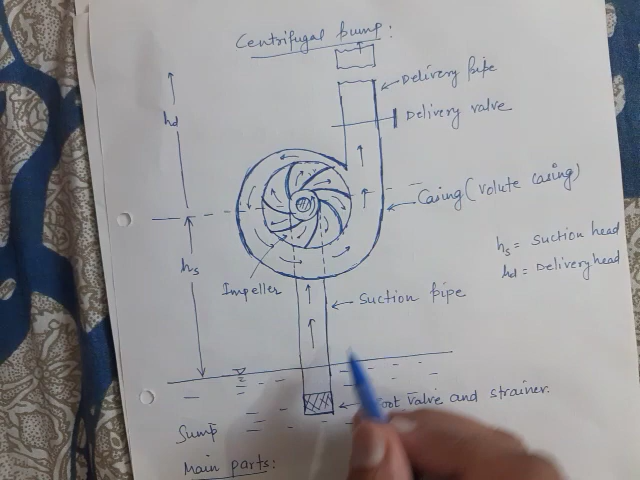 Centrifugal pump:
Delivery pipe
Delivery valve
hd
Casing (volute casing)
hs = Suction head
hd = Delivery head
hs
Impeller
Suction pipe
Foot valve and strainer.
Sump
Main parts: